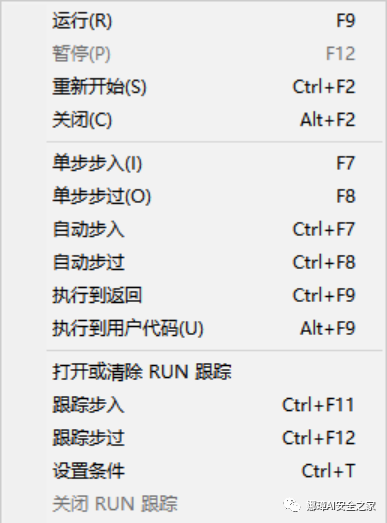 运行(R) F9
暂停(P) F12
重新开始(S) Ctrl+F2
关闭(C) Alt+F2
单步步入(I) F7
单步步过(O) F8
自动步入 Ctrl+F7
自动步过 Ctrl+F8
执行到返回 Ctrl+F9
执行到用户代码(U) Alt+F9
打开或清除 RUN 跟踪
跟踪步入 Ctrl+F11
跟踪步过 Ctrl+F12
设置条件 Ctrl+T
关闭 RUN 跟踪
娜璋AI安全之家